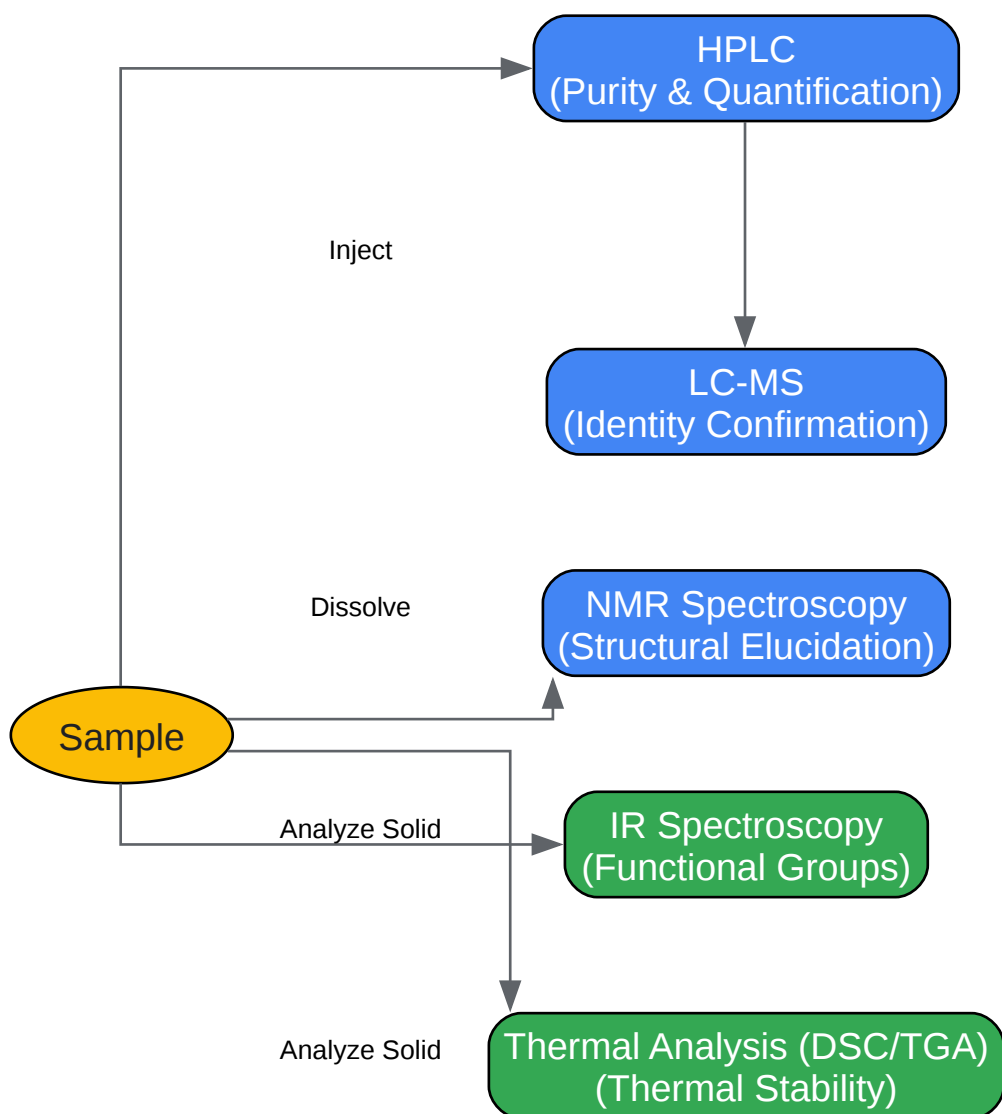 HPLC
(Purity & Quantification)
Inject
LC-MS
(Identity Confirmation)
Dissolve
NMR Spectroscopy
(Structural Elucidation)
Sample
Analyze Solid
IR Spectroscopy
(Functional Groups)
Analyze Solid
Thermal Analysis (DSC/TGA)
(Thermal Stability)